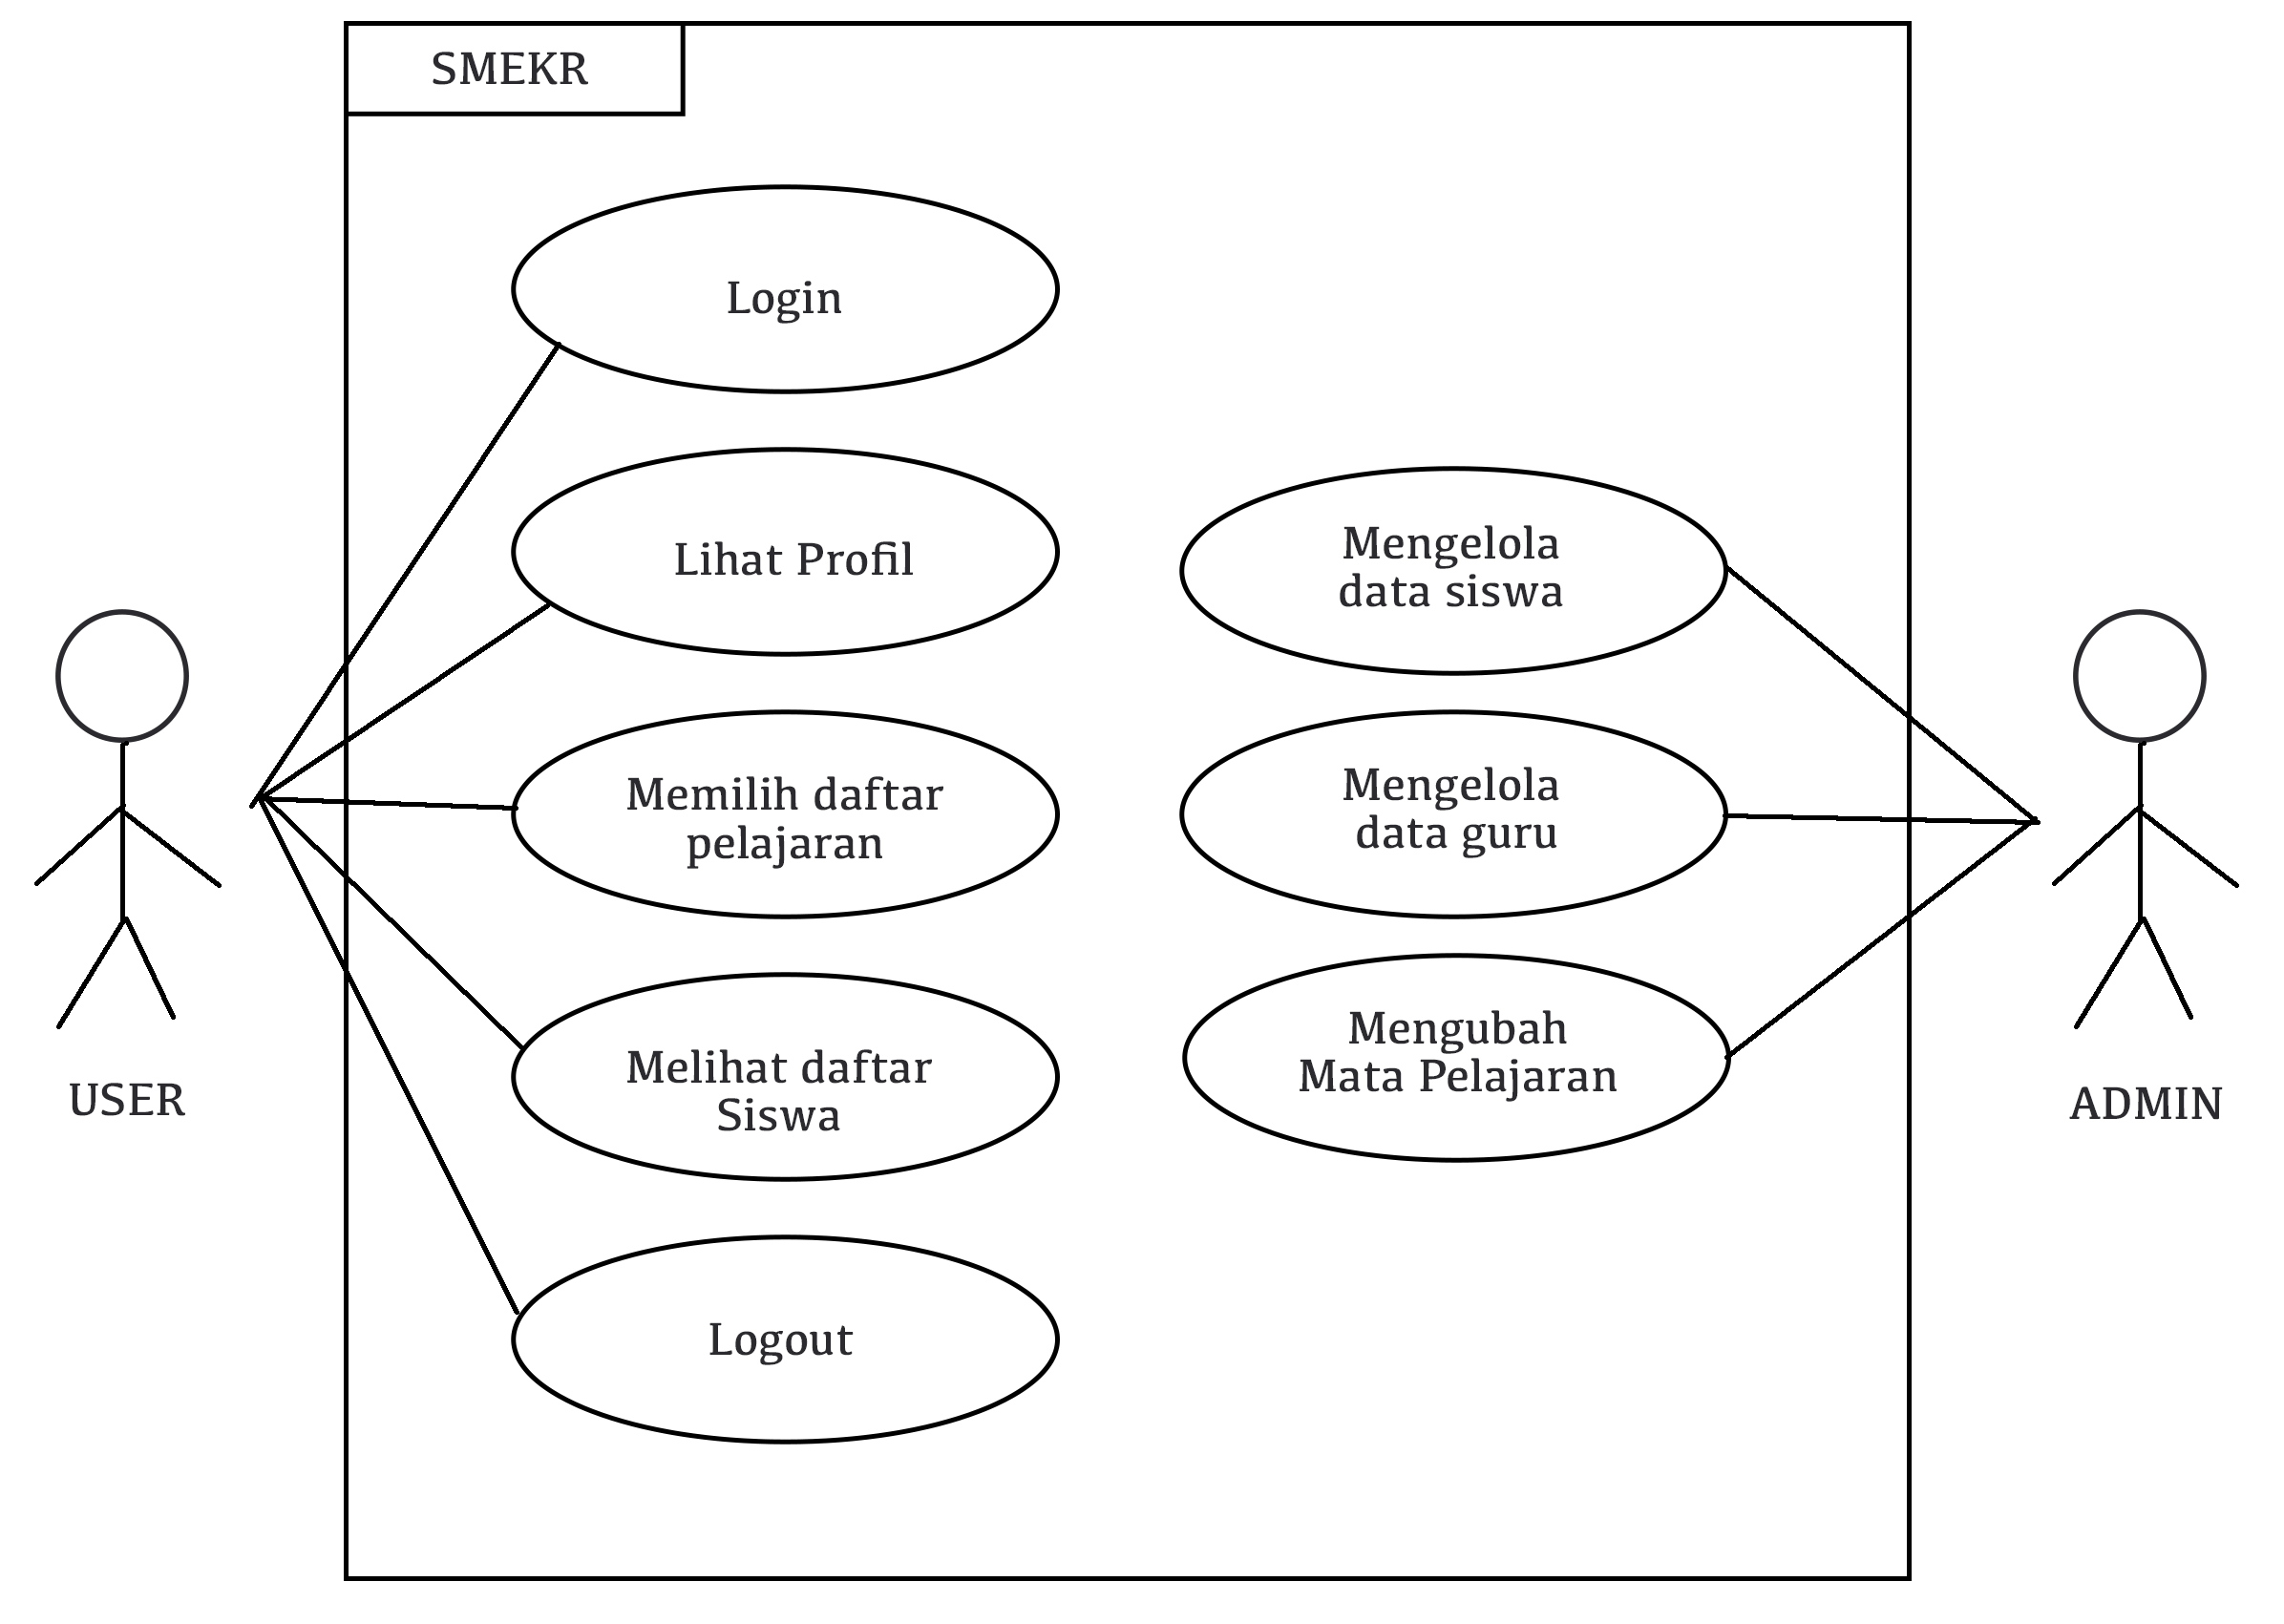 SMEKR
Login
Lihat Profil
Memilih daftar
pelajaran
Melihat daftar
Siswa
Logout
Mengelola
data siswa
Mengelola
data guru
Mengubah
Mata Pelajaran
USER
ADMIN